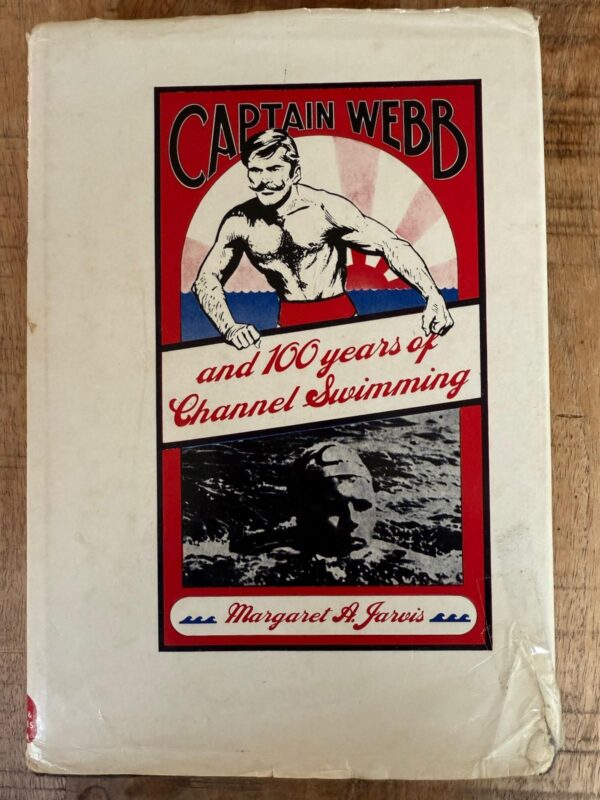 CAPTAIN WEBB
and 100 years of
Channel Swimming
Margaret A. Jarvis